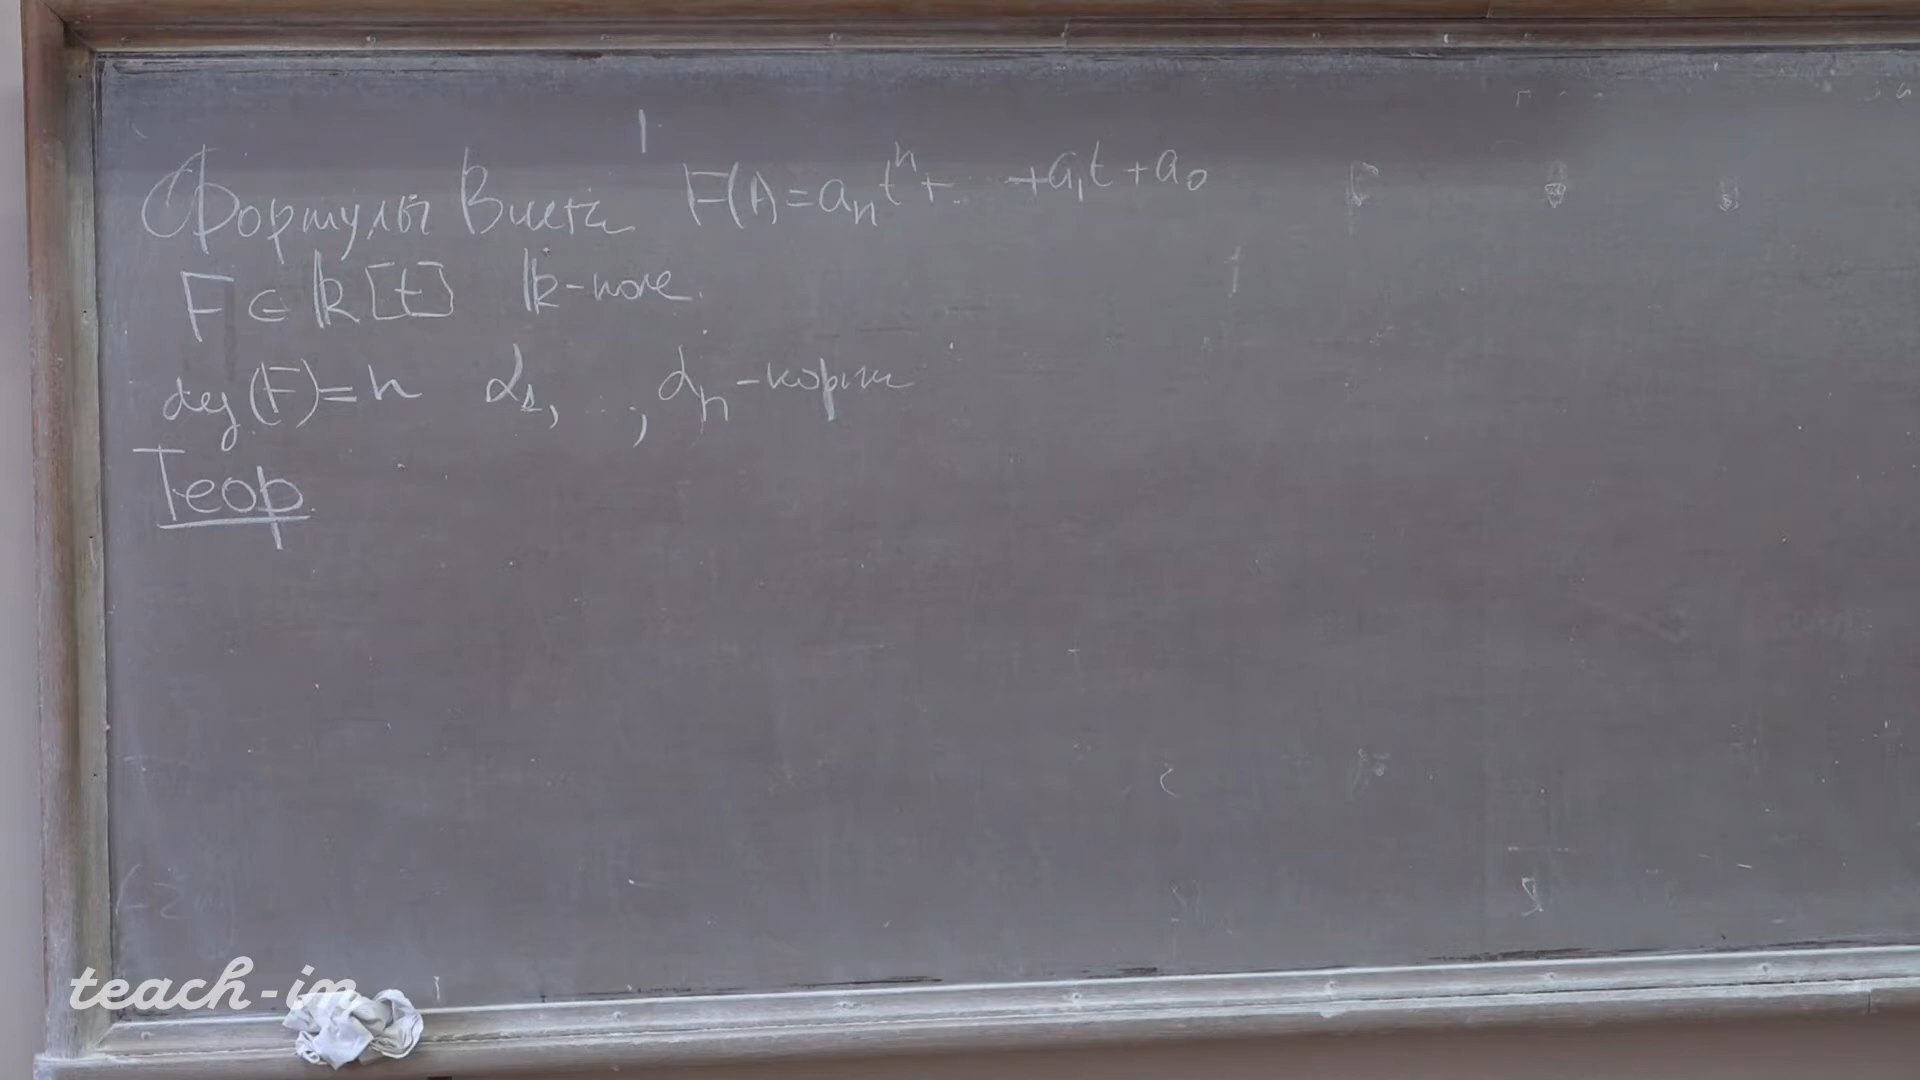 Формулы Виета F(t)=aₙtⁿ+.. +a₁t+a₀
F∈𝕜[t] 𝕜-поле.
deg(F)=n α₁, .., αₙ-корни
Теор.
teach-in